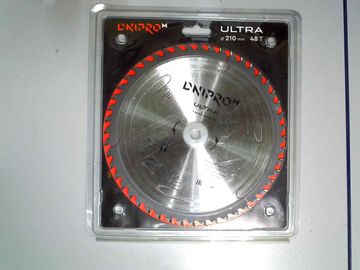 DNIPRO M
ULTRA
ø 210 mm 48 T
DNIPRO M
ULTRA